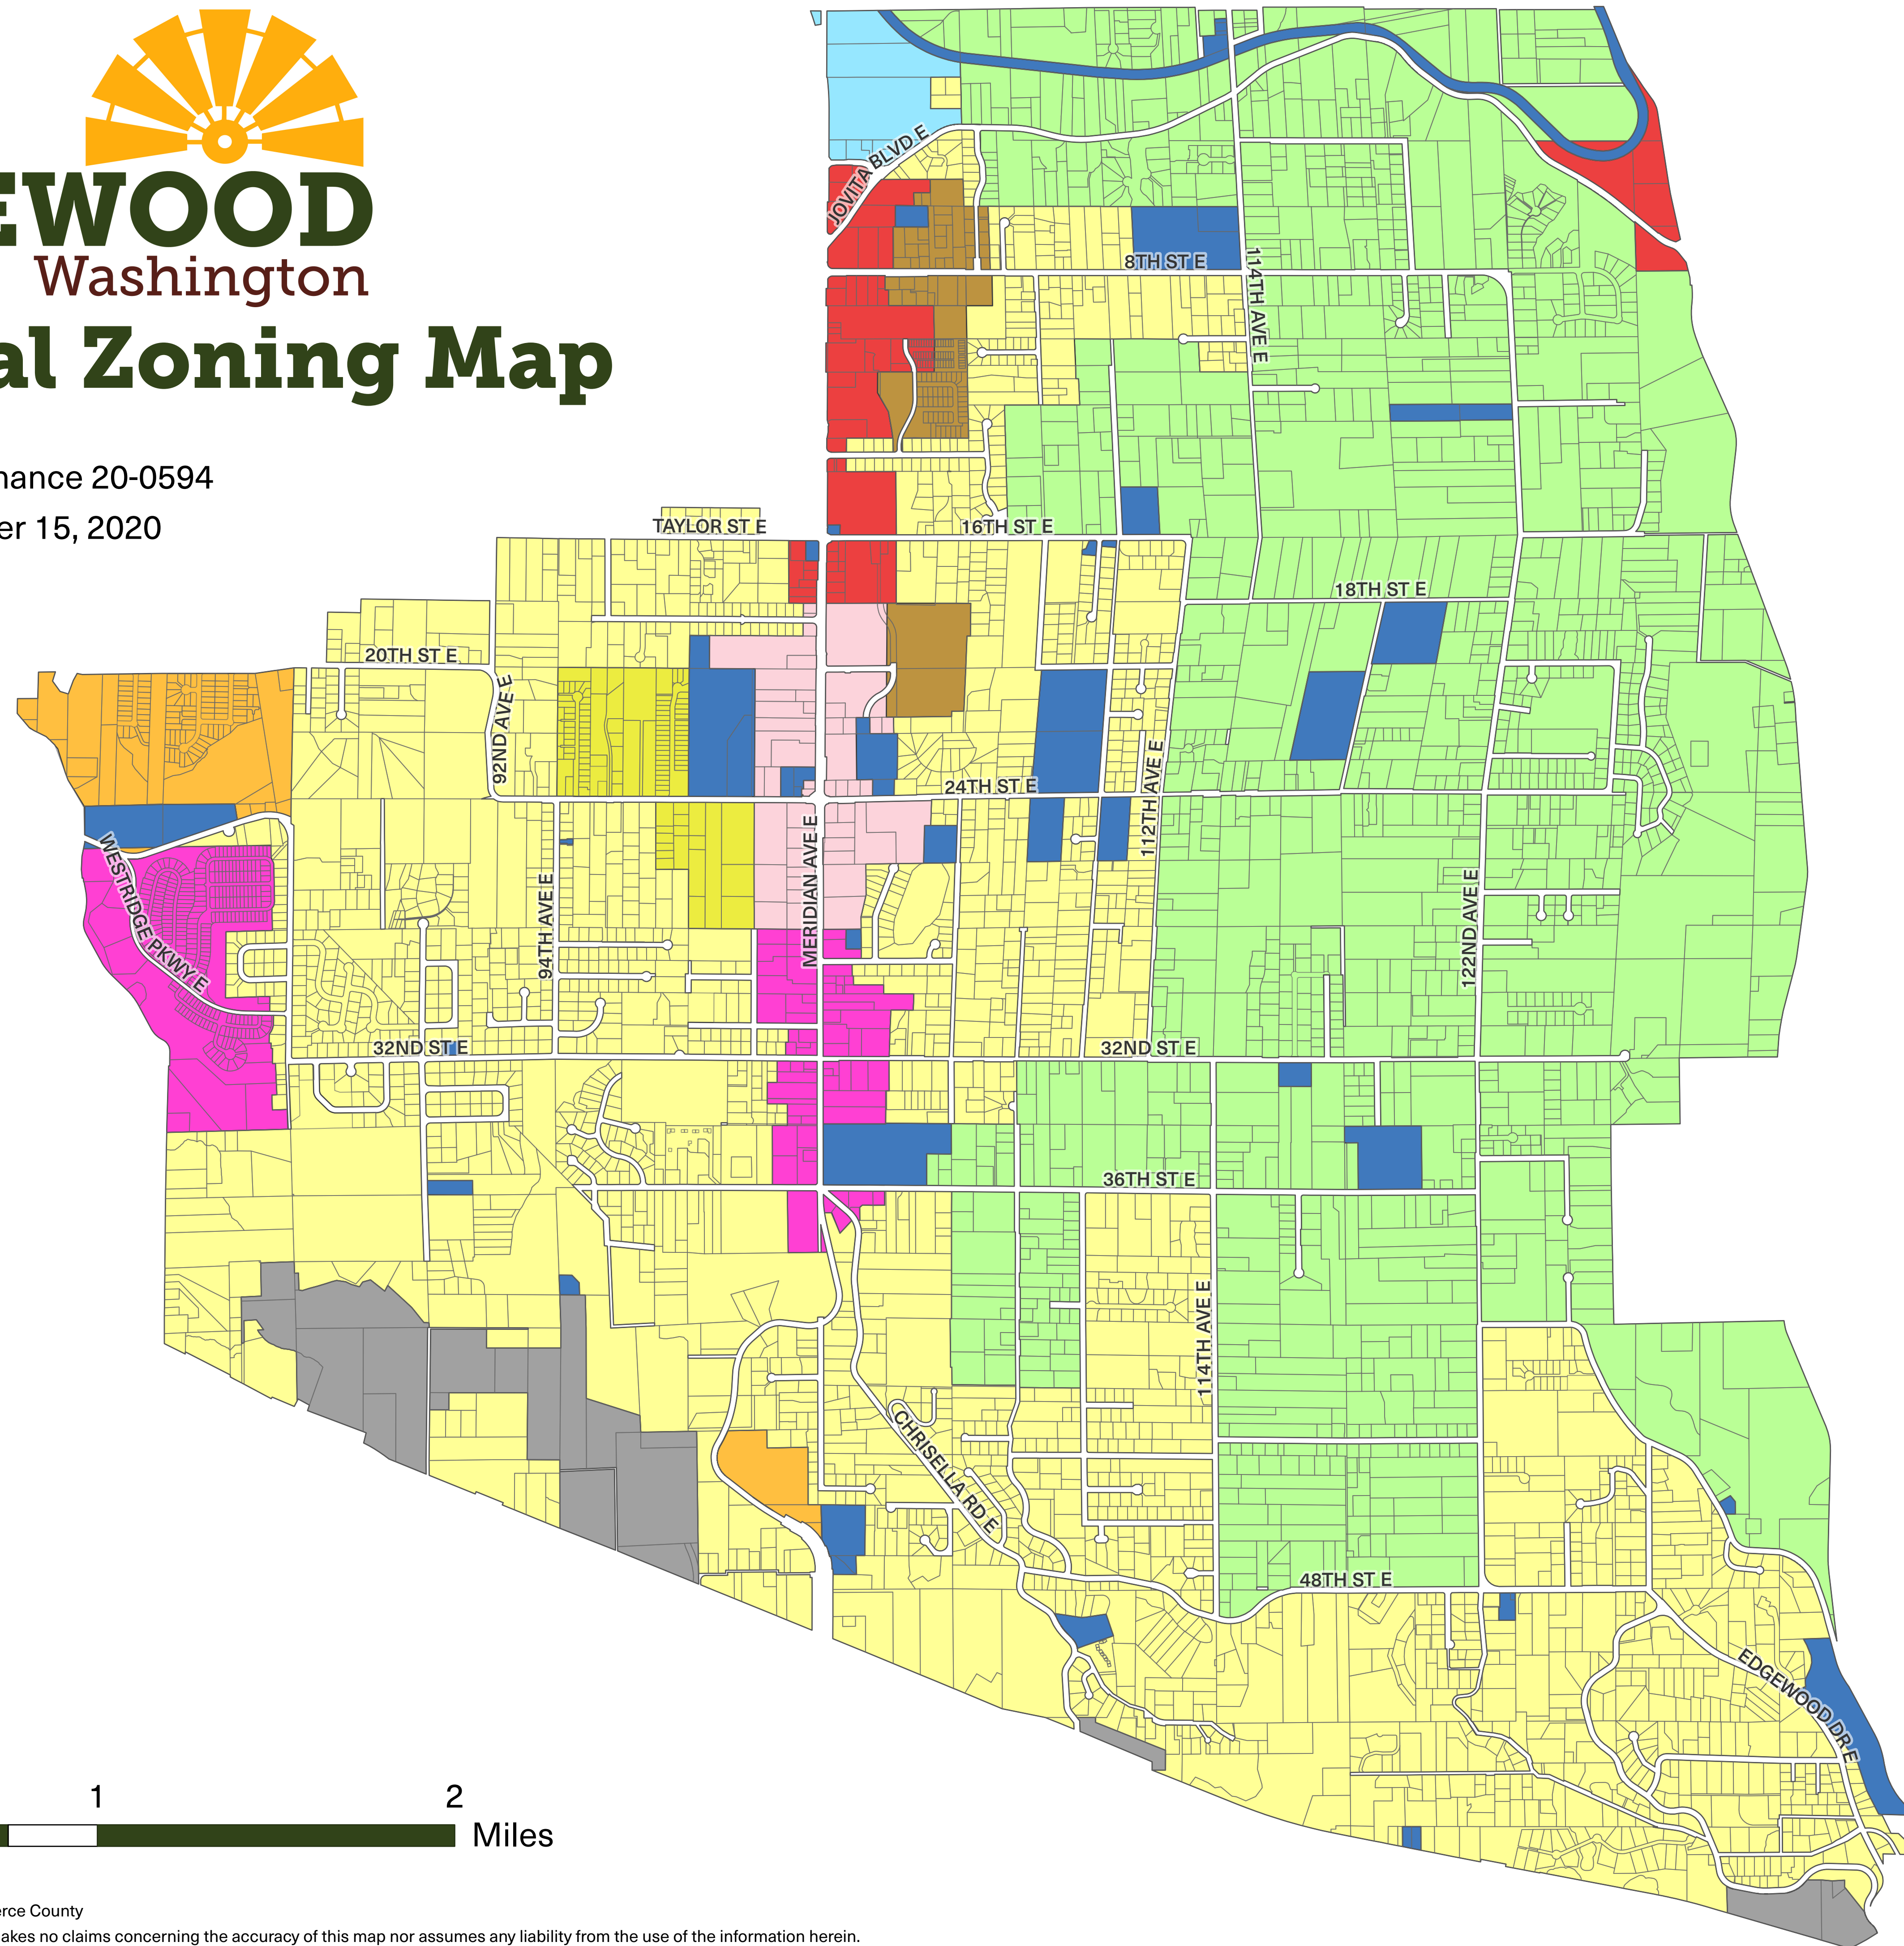 EWOOD
Washington
al Zoning Map
nance 20-0594
er 15, 2020
JOVITA BLVD E
8TH ST E
114TH AVE E
TAYLOR ST E
16TH ST E
18TH ST E
20TH ST E
92ND AVE E
24TH ST E
112TH AVE E
WESTRIDGE PKWY E
94TH AVE E
MERIDIAN AVE E
122ND AVE E
32ND ST E
32ND ST E
36TH ST E
114TH AVE E
CHRISELLA RD E
48TH ST E
EDGEWOOD DR E
1 2
Miles
erce County
akes no claims concerning the accuracy of this map nor assumes any liability from the use of the information herein.